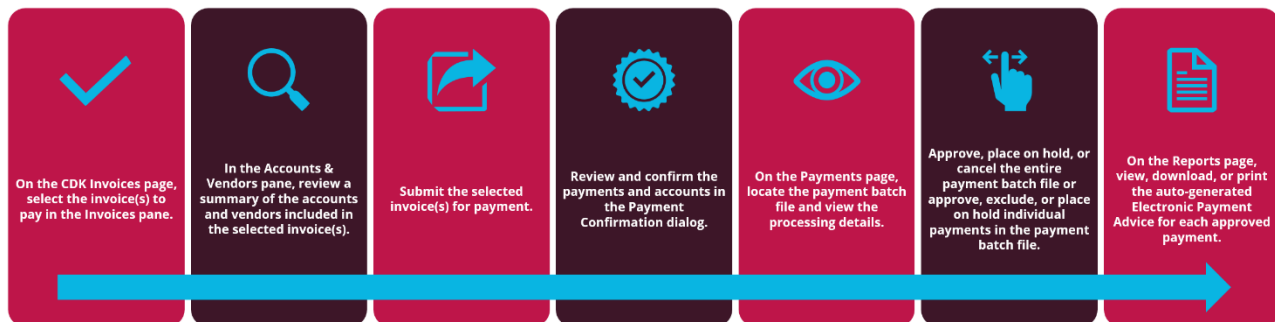 On the CDK Invoices page,
select the invoice(s) to
pay in the Invoices pane.
In the Accounts &
Vendors pane, review a
summary of the accounts
and vendors included in
the selected invoice(s).
Submit the selected
invoice(s) for payment.
Review and confirm the
payments and accounts in
the Payment
Confirmation dialog.
On the Payments page,
locate the payment batch
file and view the
processing details.
Approve, place on hold, or
cancel the entire
payment batch file or
approve, exclude, or place
on hold individual
payments in the payment
batch file.
On the Reports page,
view, download, or print
the auto-generated
Electronic Payment
Advice for each approved
payment.